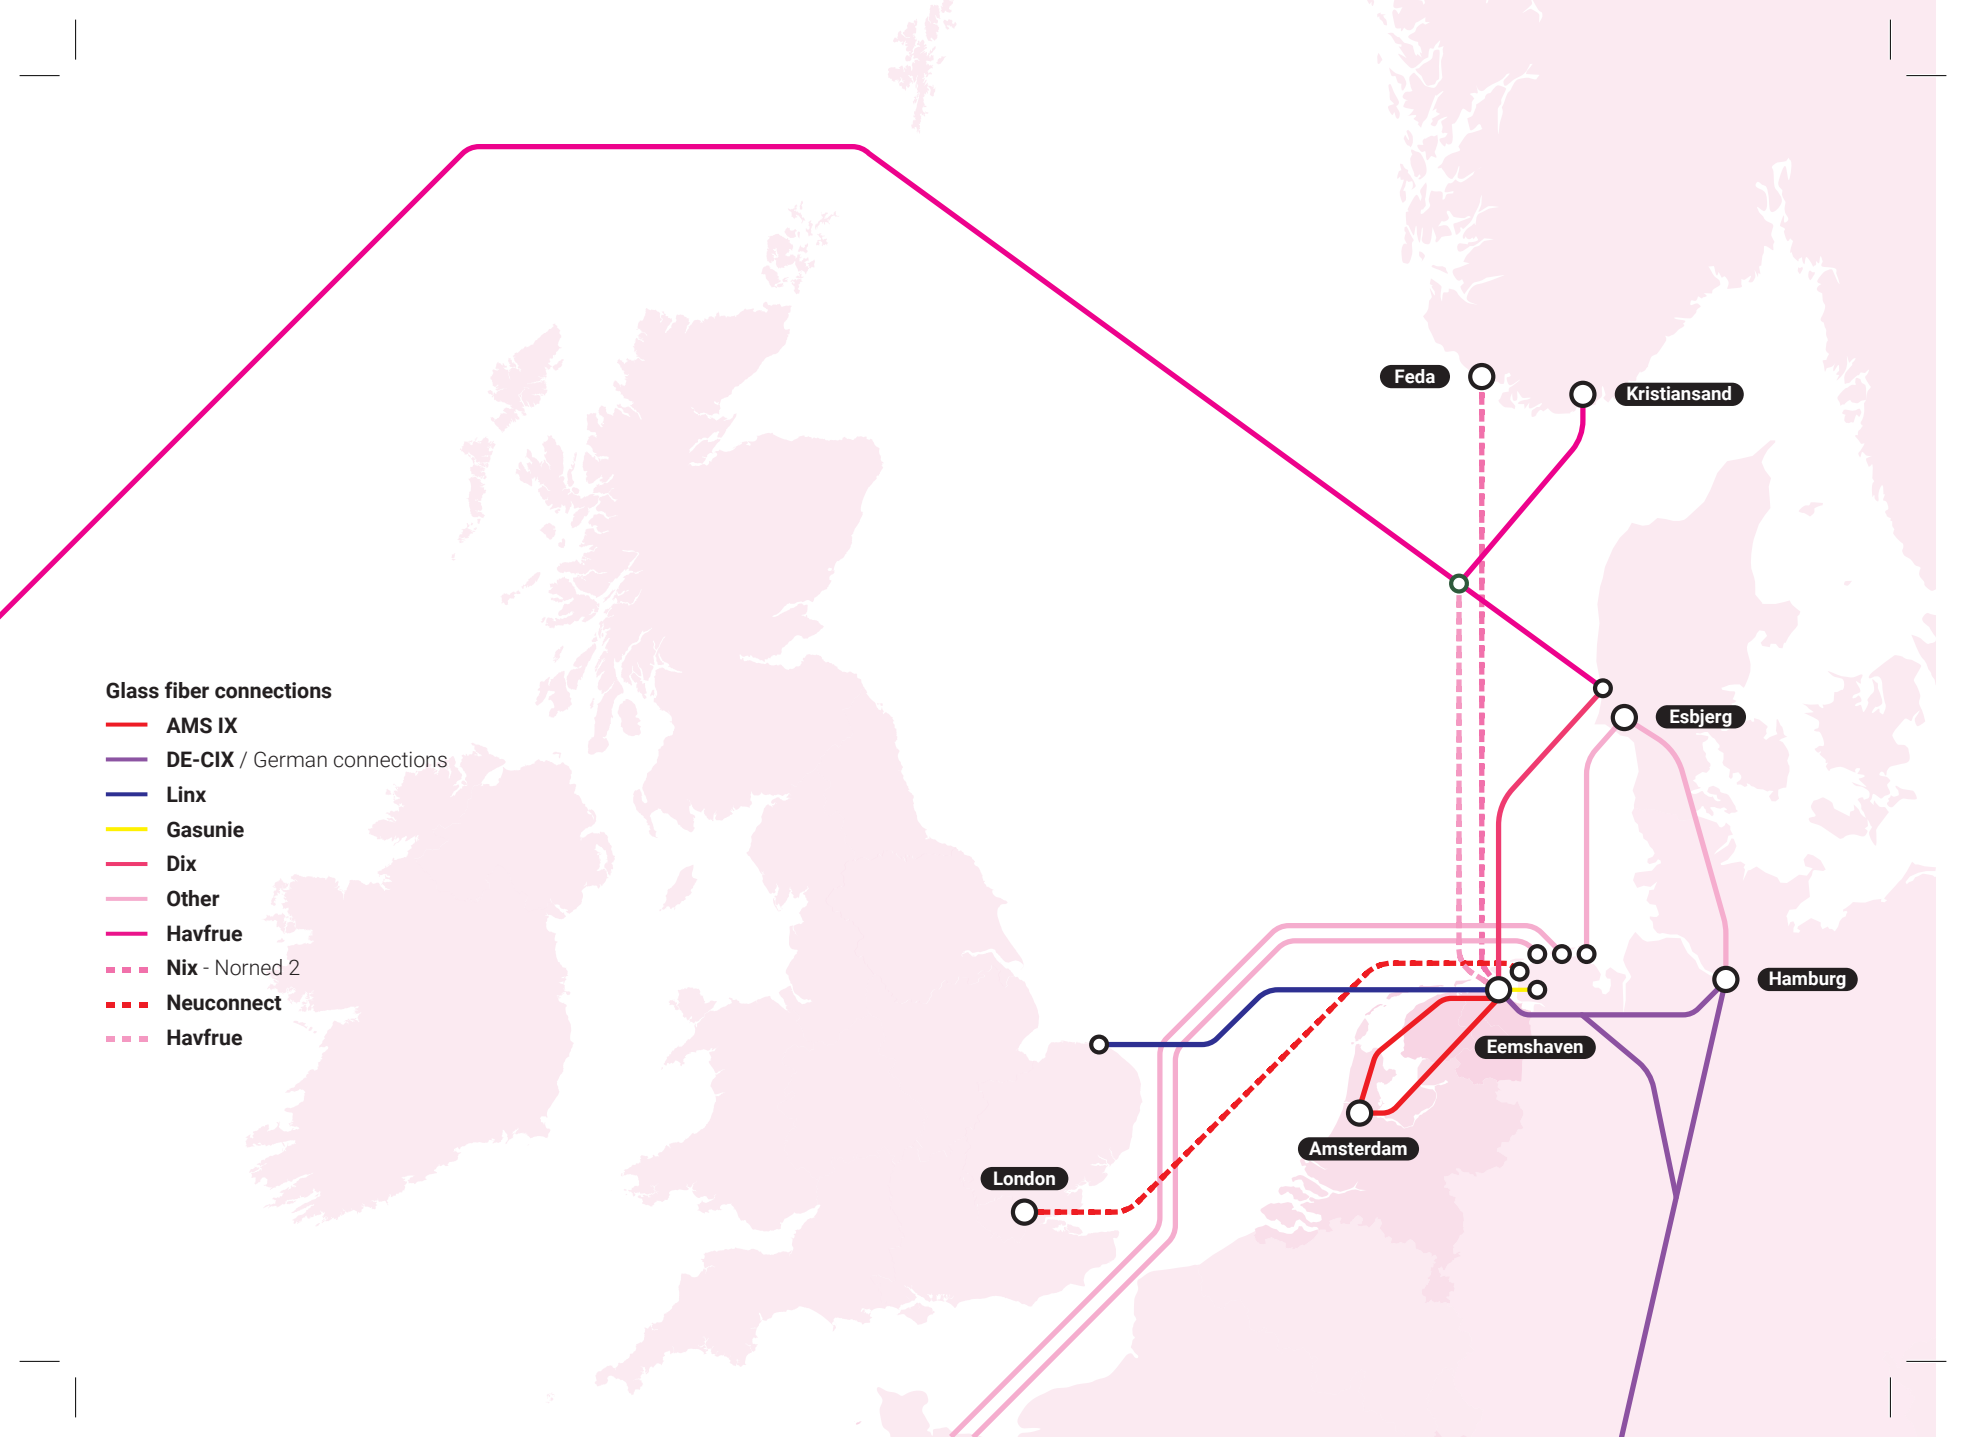 Feda
Kristiansand
Glass fiber connections
AMS IX
DE-CIX / German connections
Linx
Gasunie
Dix
Other
Havfrue
Nix - Norned 2
Neuconnect
Havfrue
Esbjerg
Hamburg
Eemshaven
Amsterdam
London